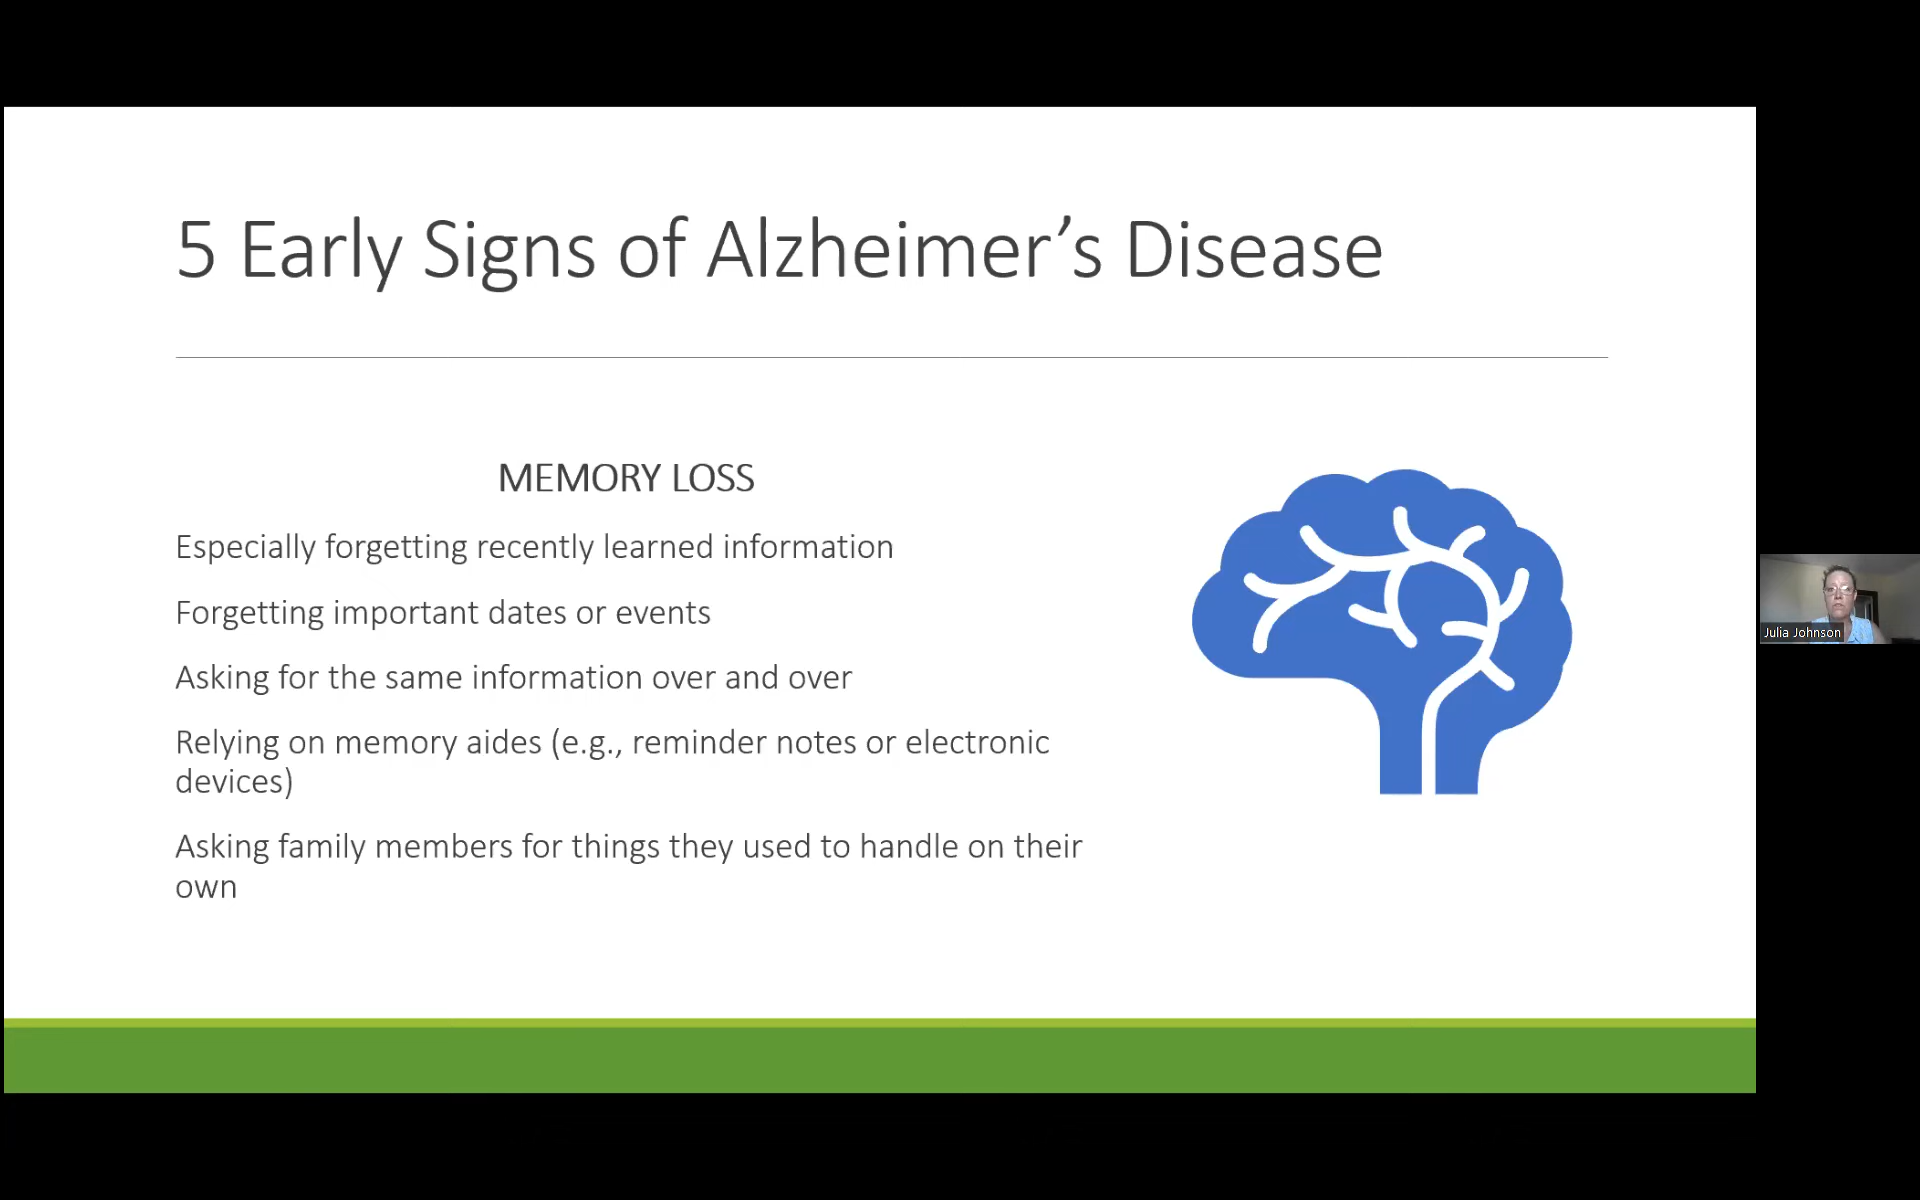 5 Early Signs of Alzheimer’s Disease
MEMORY LOSS
Especially forgetting recently learned information
Forgetting important dates or events
Asking for the same information over and over
Relying on memory aides (e.g., reminder notes or electronic
devices)
Asking family members for things they used to handle on their
own
Julia Johnson